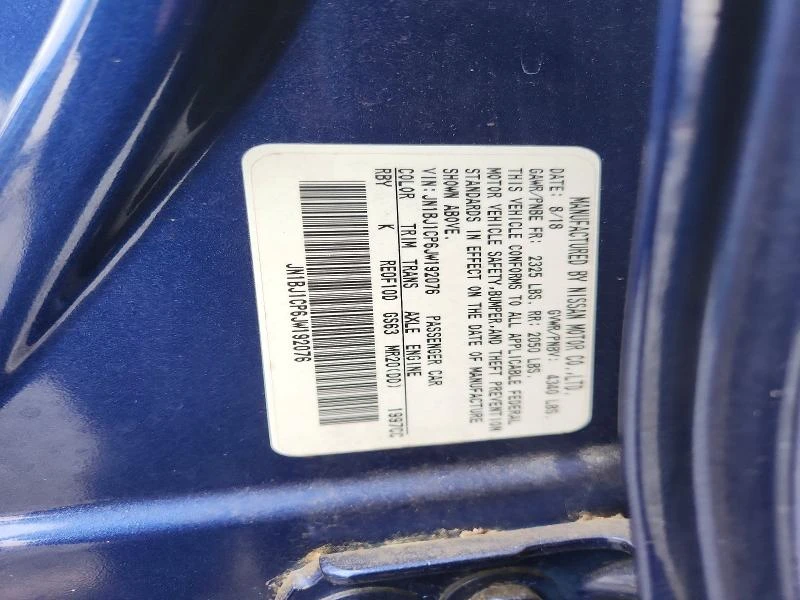 MANUFACTURED BY NISSAN MOTOR CO.,LTD.
DATE: 8/18 GVWR/PNBV: 4340 LBS.
GAWR/PNBE FR: 2325 LBS. RR: 2050 LBS.
THIS VEHICLE CONFORMS TO ALL APPLICABLE FEDERAL
MOTOR VEHICLE SAFETY,BUMPER,AND THEFT PREVENTION
STANDARDS IN EFFECT ON THE DATE OF MANUFACTURE
SHOWN ABOVE.
VIN:JN1BJ1CP6JW192076 PASSENGER CAR
COLOR TRIM TRANS AXLE ENGINE
RBY K RE0F10D GS63 MR20(DD) 1997CC
JN1BJ1CP6JW192076